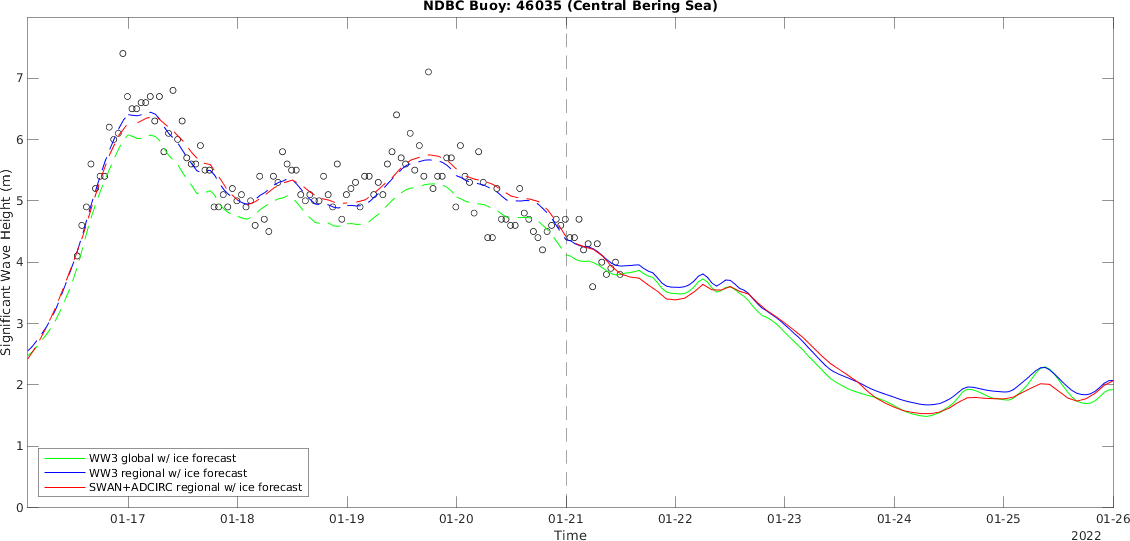 NDBC Buoy: 46035 (Central Bering Sea)
Significant Wave Height (m)
7
6
5
4
3
2
1
0
WW3 global w/ ice forecast
WW3 regional w/ ice forecast
SWAN+ADCIRC regional w/ ice forecast
01-17 01-18 01-19 01-20 01-21 01-22 01-23 01-24 01-25 01-26
Time
2022